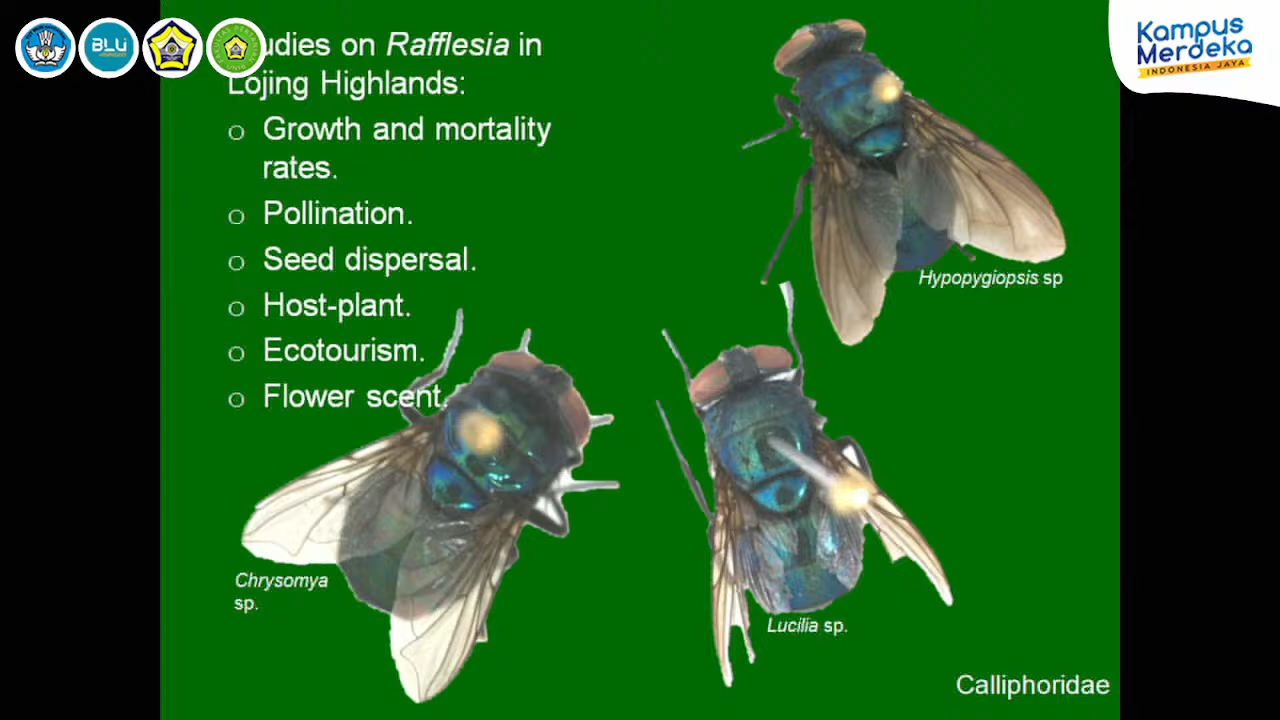 udies on Rafflesia in
Lojing Highlands:
o Growth and mortality
rates.
o Pollination.
o Seed dispersal.
o Host-plant.
o Ecotourism.
o Flower scent.
Hypopygiopsis sp
Chrysomya
sp.
Lucilia sp.
Calliphoridae
BLU
Kampus
Merdeka
INDONESIA JAYA